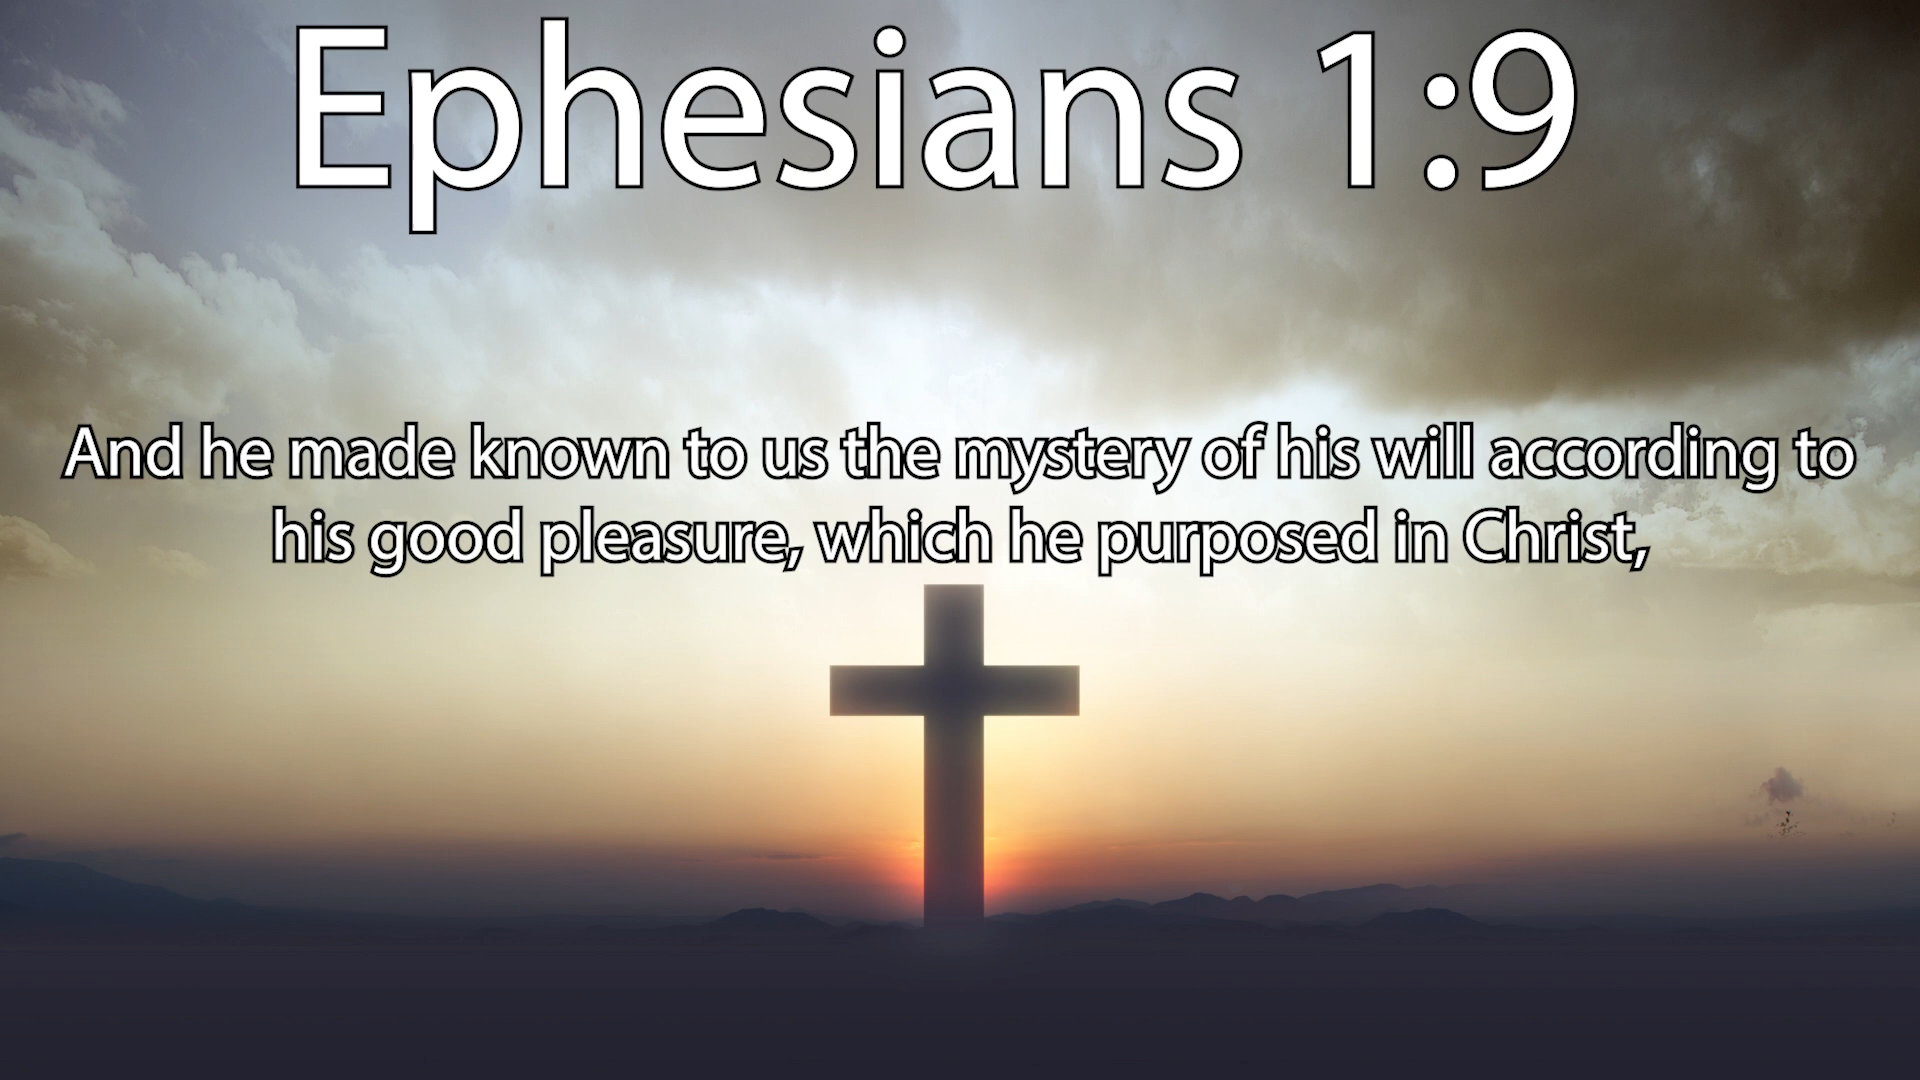 Ephesians 1:9
And he made known to us the mystery of his will according to
his good pleasure, which he purposed in Christ,